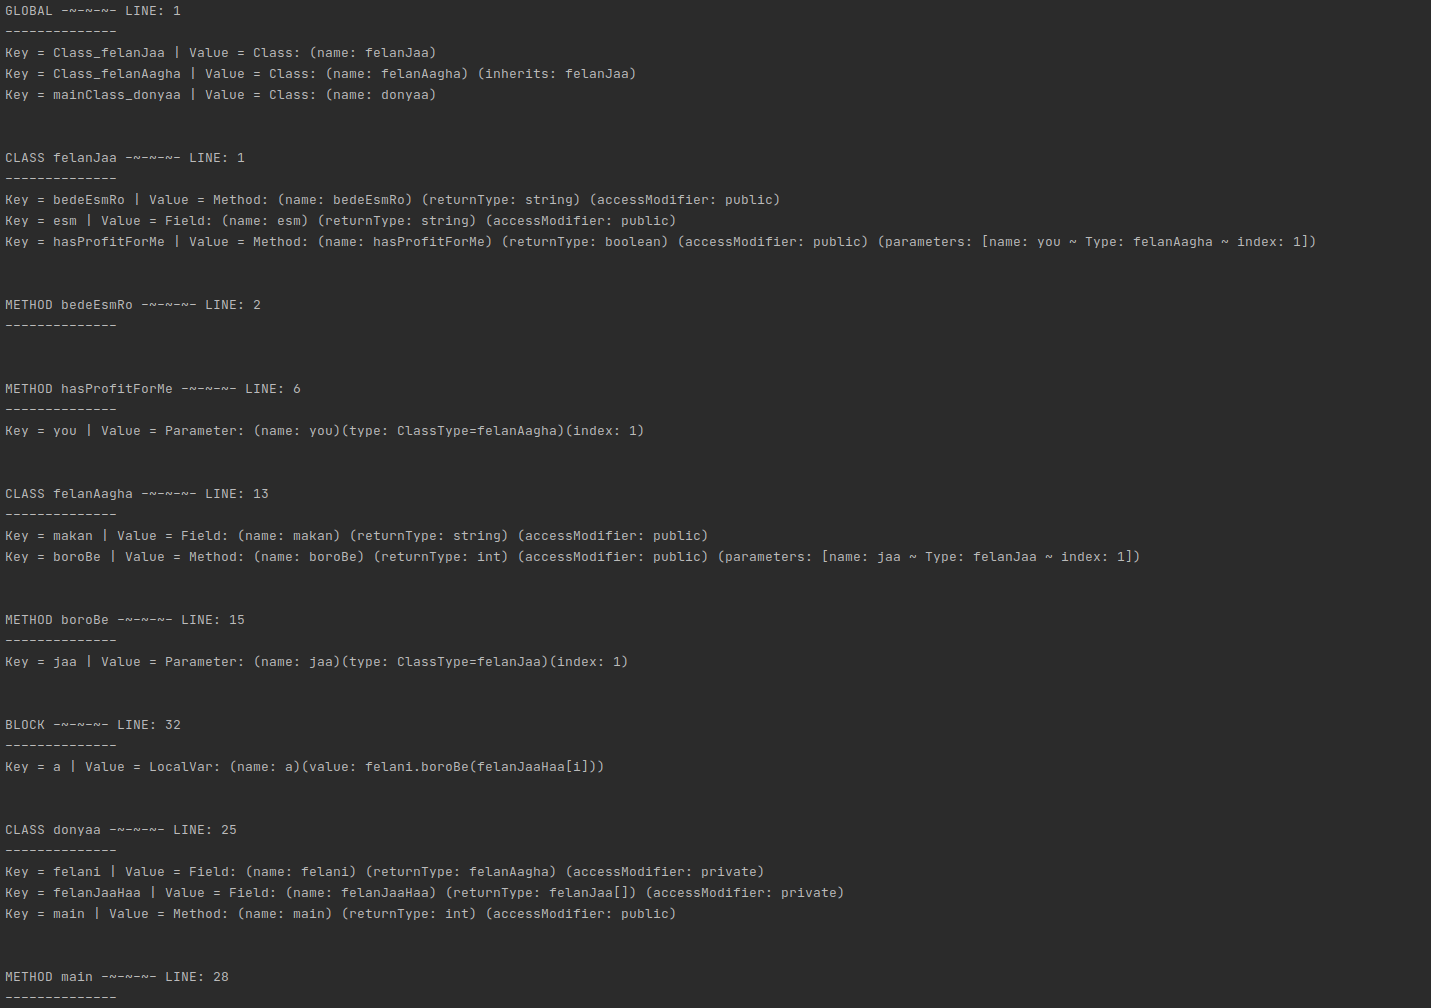 GLOBAL -~-~-~- LINE: 1
--------------
Key = Class_felanJaa | Value = Class: (name: felanJaa)
Key = Class_felanAagha | Value = Class: (name: felanAagha) (inherits: felanJaa)
Key = mainClass_donyaa | Value = Class: (name: donyaa)
CLASS felanJaa -~-~-~- LINE: 1
--------------
Key = bedeEsmRo | Value = Method: (name: bedeEsmRo) (returnType: string) (accessModifier: public)
Key = esm | Value = Field: (name: esm) (returnType: string) (accessModifier: public)
Key = hasProfitForMe | Value = Method: (name: hasProfitForMe) (returnType: boolean) (accessModifier: public) (parameters: [name: you ~ Type: felanAagha ~ index: 1])
METHOD bedeEsmRo -~-~-~- LINE: 2
--------------
METHOD hasProfitForMe -~-~-~- LINE: 6
--------------
Key = you | Value = Parameter: (name: you)(type: ClassType=felanAagha)(index: 1)
CLASS felanAagha -~-~-~- LINE: 13
--------------
Key = makan | Value = Field: (name: makan) (returnType: string) (accessModifier: public)
Key = boroBe | Value = Method: (name: boroBe) (returnType: int) (accessModifier: public) (parameters: [name: jaa ~ Type: felanJaa ~ index: 1])
METHOD boroBe -~-~-~- LINE: 15
--------------
Key = jaa | Value = Parameter: (name: jaa)(type: ClassType=felanJaa)(index: 1)
BLOCK -~-~-~- LINE: 32
--------------
Key = a | Value = LocalVar: (name: a)(value: felani.boroBe(felanJaaHaa[i]))
CLASS donyaa -~-~-~- LINE: 25
--------------
Key = felani | Value = Field: (name: felani) (returnType: felanAagha) (accessModifier: private)
Key = felanJaaHaa | Value = Field: (name: felanJaaHaa) (returnType: felanJaa[]) (accessModifier: private)
Key = main | Value = Method: (name: main) (returnType: int) (accessModifier: public)
METHOD main -~-~-~- LINE: 28
--------------